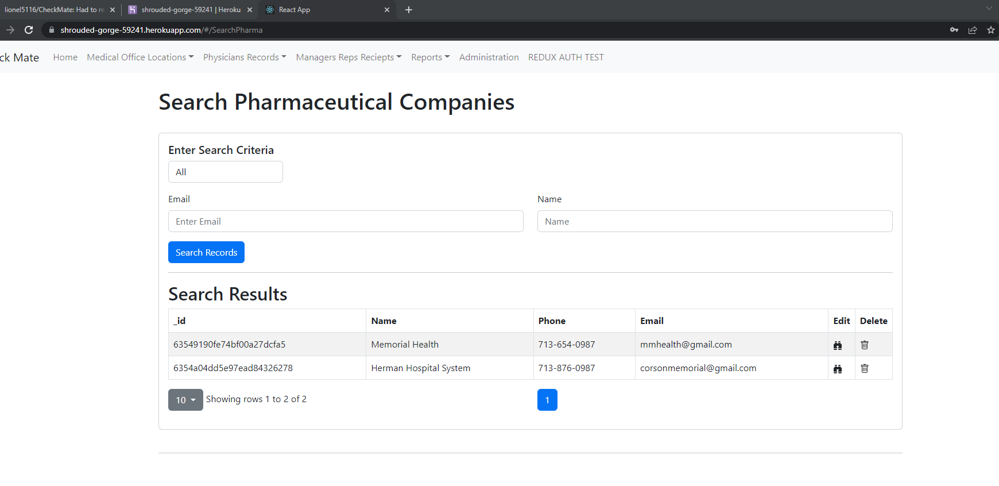 lionel5116/CheckMate: Had to re
shrouded-gorge-59241 | Heroku
React App
shrouded-gorge-59241.herokuapp.com/#/SearchPharma
ck Mate Home Medical Office Locations Physicians Records Managers Reps Reciepts Reports Administration REDUX AUTH TEST
Search Pharmaceutical Companies
Enter Search Criteria
All
Email Name
Enter Email Name
Search Records
Search Results
_id Name Phone Email Edit Delete
63549190fe74bf00a27dcfa5 Memorial Health 713-654-0987 mmhealth@gmail.com
6354a04dd5e97ead84326278 Herman Hospital System 713-876-0987 corsonmemorial@gmail.com
10 Showing rows 1 to 2 of 2 1